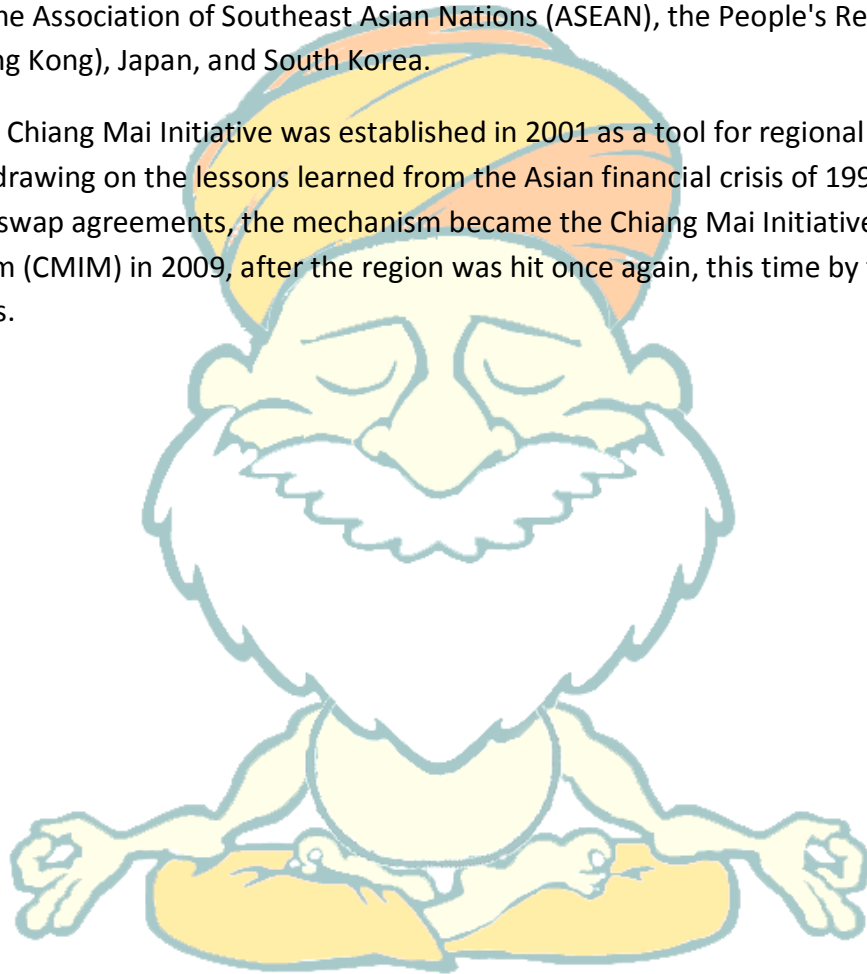 ne Association of Southeast Asian Nations (ASEAN), the People's Re
ng Kong), Japan, and South Korea.
Chiang Mai Initiative was established in 2001 as a tool for regional
drawing on the lessons learned from the Asian financial crisis of 199
swap agreements, the mechanism became the Chiang Mai Initiative
m (CMIM) in 2009, after the region was hit once again, this time by
s.